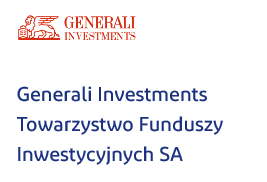 GENERALI
INVESTMENTS
Generali Investments
Towarzystwo Funduszy
Inwestycyjnych SA